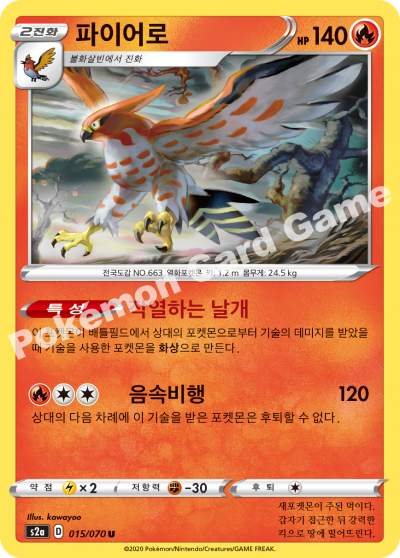 2진화
파이어로
HP 140
불화살빈에서 진화
전국도감 NO.663 열화포켓몬 키: 1.2 m 몸무게: 24.5 kg
특성 작열하는 날개
이 포켓몬이 배틀필드에서 상대의 포켓몬으로부터 기술의 데미지를 받았을
때 기술을 사용한 포켓몬을 화상으로 만든다.
음속비행 120
상대의 다음 차례에 이 기술을 받은 포켓몬은 후퇴할 수 없다.
약점 ×2 저항력 -30 후퇴
새포켓몬이 주된 먹이다.
갑자기 접근한 뒤 강력한
킥으로 땅에 떨어뜨린다.
Illus. kawayoo
s2a D 015/070 U
©2020 Pokémon/Nintendo/Creatures/GAME FREAK.
Pokémon Card Game